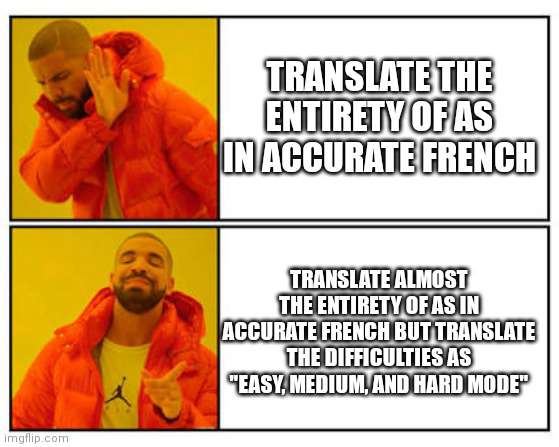 TRANSLATE THE
ENTIRETY OF AS
IN ACCURATE FRENCH
TRANSLATE ALMOST
THE ENTIRETY OF AS IN
ACCURATE FRENCH BUT TRANSLATE
THE DIFFICULTIES AS
"EASY, MEDIUM, AND HARD MODE"
imgflip.com